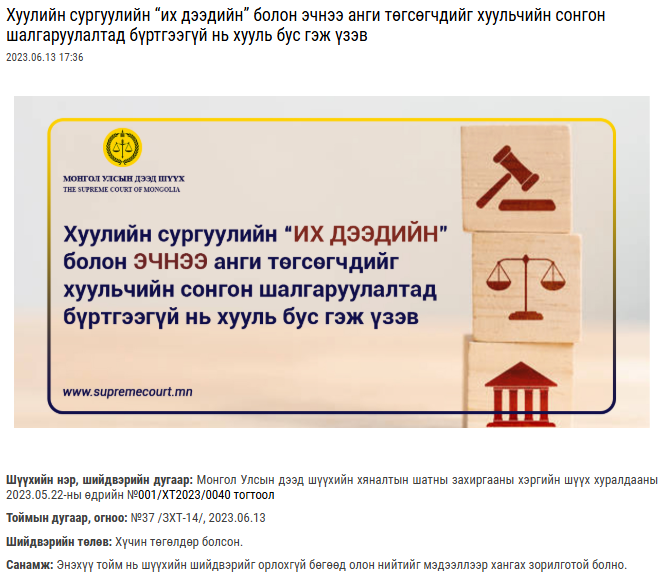 Хуулийн сургуулийн “их дээдийн” болон эчнээ анги төгсөгчдийг хуульчийн сонгон
шалгаруулалтад бүртгээгүй нь хууль бус гэж үзэв
2023.06.13 17:36
МОНГОЛ УЛСЫН ДЭЭД ШҮҮХ
THE SUPREME COURT OF MONGOLIA
Хуулийн сургуулийн “ИХ ДЭЭДИЙН”
болон ЭЧНЭЭ анги төгсөгчдийг
хуульчийн сонгон шалгаруулалтад
бүртгээгүй нь хууль бус гэж үзэв
www.supremecourt.mn
Шүүхийн нэр, шийдвэрийн дугаар: Монгол Улсын дээд шүүхийн хяналтын шатны захиргааны хэргийн шүүх хуралдааны
2023.05.22-ны өдрийн №001/ХТ2023/0040 тогтоол
Тоймын дугаар, огноо: №37 /ЗХТ-14/, 2023.06.13
Шийдвэрийн төлөв: Хүчин төгөлдөр болсон.
Санамж: Энэхүү тойм нь шүүхийн шийдвэрийг орлохгүй бөгөөд олон нийтийг мэдээллээр хангах зорилготой болно.